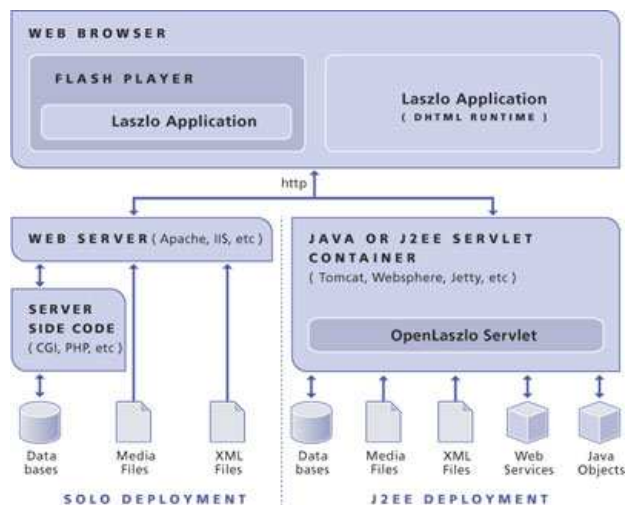 WEB BROWSER
FLASH PLAYER
Laszlo Application
Laszlo Application
( DHTML RUNTIME )
http
WEB SERVER ( Apache, IIS, etc )
SERVER
SIDE CODE
( CGI, PHP, etc )
JAVA OR J2EE SERVLET
CONTAINER
( Tomcat, Websphere, Jetty, etc )
OpenLaszlo Servlet
Data
bases
Media
Files
XML
Files
Data
bases
Media
Files
XML
Files
Web
Services
Java
Objects
SOLO DEPLOYMENT
J2EE DEPLOYMENT